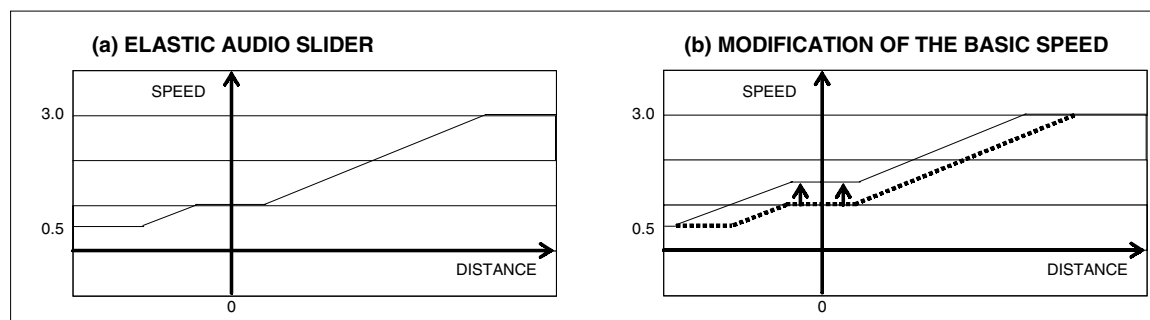 (a) ELASTIC AUDIO SLIDER
SPEED
3.0
0.5
DISTANCE
0
(b) MODIFICATION OF THE BASIC SPEED
SPEED
3.0
0.5
DISTANCE
0